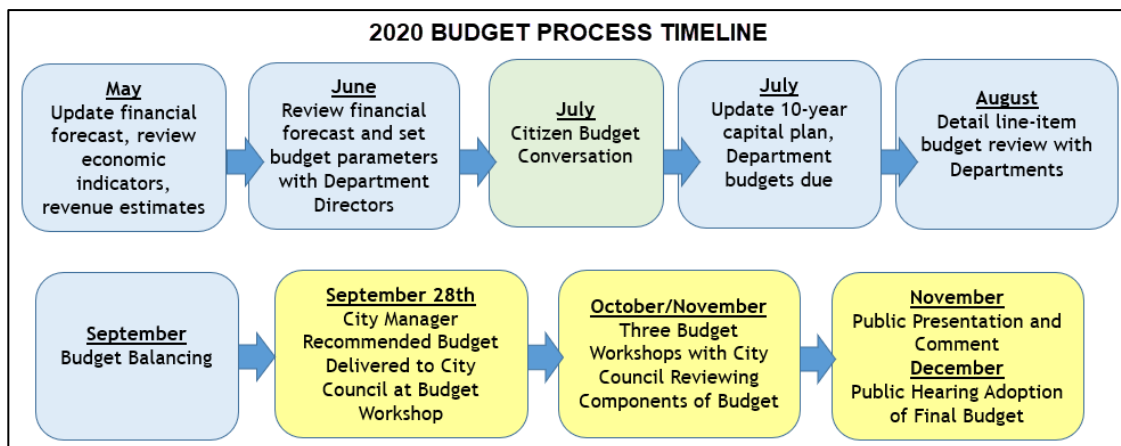 2020 BUDGET PROCESS TIMELINE
May
Update financial
forecast, review
economic
indicators,
revenue estimates
June
Review financial
forecast and set
budget parameters
with Department
Directors
July
Citizen Budget
Conversation
July
Update 10-year
capital plan,
Department
budgets due
August
Detail line-item
budget review with
Departments
September
Budget Balancing
September 28th
City Manager
Recommended Budget
Delivered to City
Council at Budget
Workshop
October/November
Three Budget
Workshops with City
Council Reviewing
Components of Budget
November
Public Presentation and
Comment
December
Public Hearing Adoption
of Final Budget